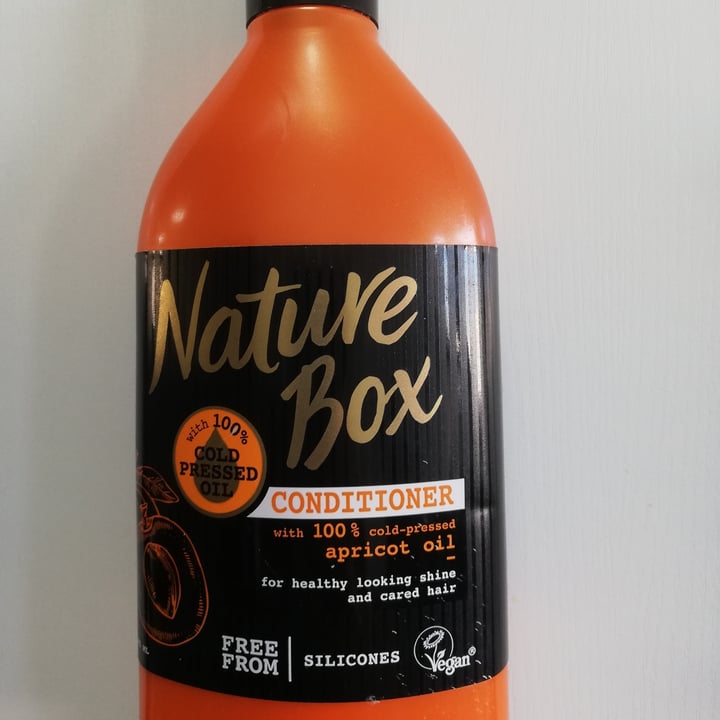 Nature
Box
with 100%
COLD
PRESSED
OIL
CONDITIONER
with 100% cold-pressed
apricot oil
for healthy looking shine
and cared hair
FREE
FROM
SILICONES
Vegan®
ML